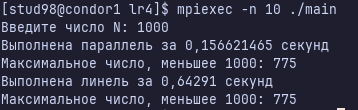 [stud98@condor1 lr4]$ mpiexec -n 10 ./main
Введите число N: 1000
Выполнена параллель за 0,156621465 секунд
Максимальное число, меньшее 1000: 775
Выполнена линель за 0,64291 секунд
Максимальное число, меньшее 1000: 775